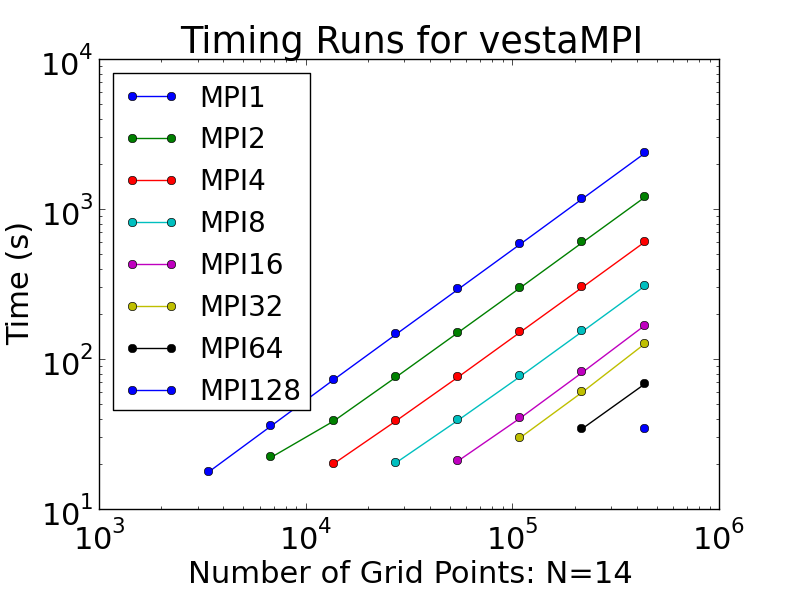 Timing Runs for vestaMPI
10^4
10^3
10^2
10^1
Time (s)
MPI1
MPI2
MPI4
MPI8
MPI16
MPI32
MPI64
MPI128
10^3 10^4 10^5 10^6
Number of Grid Points: N=14